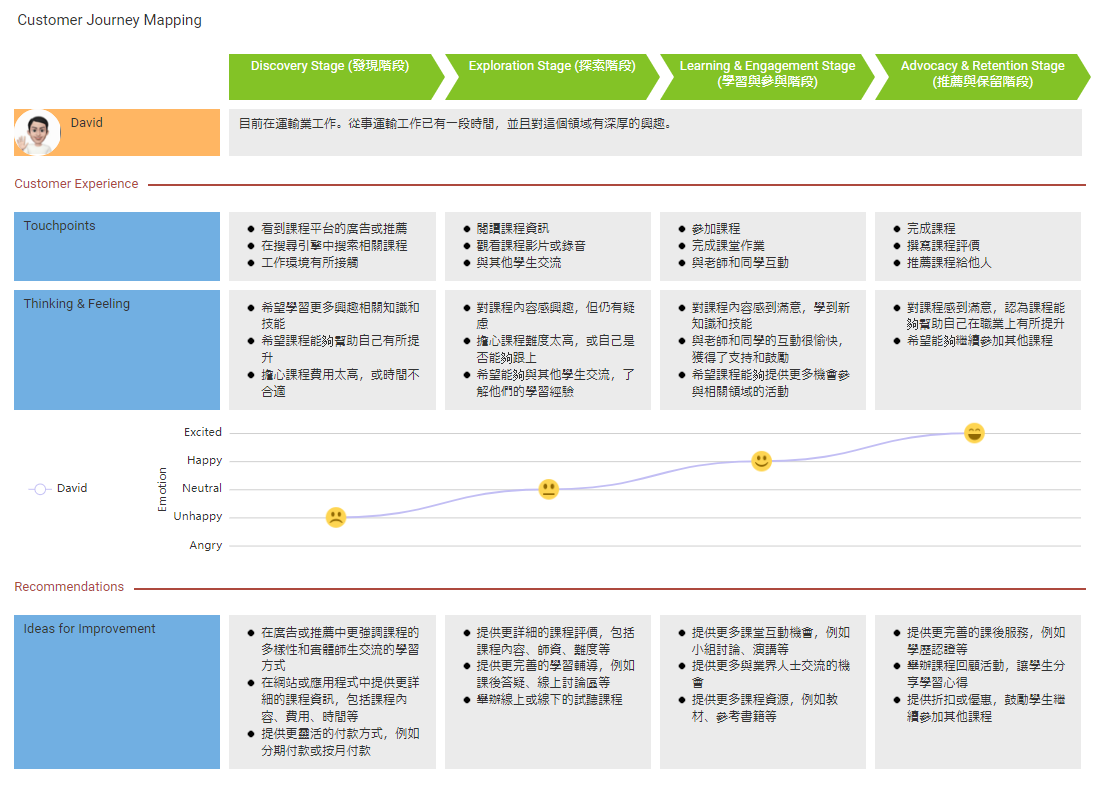 Customer Journey Mapping
Discovery Stage (發現階段)
Exploration Stage (探索階段)
Learning & Engagement Stage
(學習與參與階段)
Advocacy & Retention Stage
(推薦與保留階段)
David
目前在運輸業工作。從事運輸工作已有一段時間，並且對這個領域有深厚的興趣。
Customer Experience
Touchpoints
看到課程平台的廣告或推薦
在搜尋引擎中搜索相關課程
工作環境有所接觸
閱讀課程資訊
觀看課程影片或錄音
與其他學生交流
參加課程
完成課堂作業
與老師和同學互動
完成課程
撰寫課程評價
推薦課程給他人
Thinking & Feeling
希望學習更多興趣相關知識和
技能
希望課程能夠幫助自己有所提
升
擔心課程費用太高，或時間不
合適
對課程內容感興趣，但仍有疑
慮
擔心課程難度太高，或自己是
否能夠跟上
希望能夠與其他學生交流，了
解他們的學習經驗
對課程內容感到滿意，學到新
知識和技能
與老師和同學的互動很愉快，
獲得了支持和鼓勵
希望課程能夠提供更多機會參
與相關領域的活動
對課程感到滿意，認為課程能
夠幫助自己在職業上有所提升
希望能夠繼續參加其他課程
David
Emotion
Excited
Happy
Neutral
Unhappy
Angry
Recommendations
Ideas for Improvement
在廣告或推薦中更強調課程的
多樣性和實體師生交流的學習
方式
在網站或應用程式中提供更詳
細的課程資訊，包括課程內
容、費用、時間等
提供更靈活的付款方式，例如
分期付款或按月付款
提供更詳細的課程評價，包括
課程內容、師資、難度等
提供更完善的學習輔導，例如
課後答疑、線上討論區等
舉辦線上或線下的試聽課程
提供更多課堂互動機會，例如
小組討論、演講等
提供更多與業界人士交流的機
會
提供更多課程資源，例如教
材、參考書籍等
提供更完善的課後服務，例如
學歷認證等
舉辦課程回顧活動，讓學生分
享學習心得
提供折扣或優惠，鼓勵學生繼
續參加其他課程